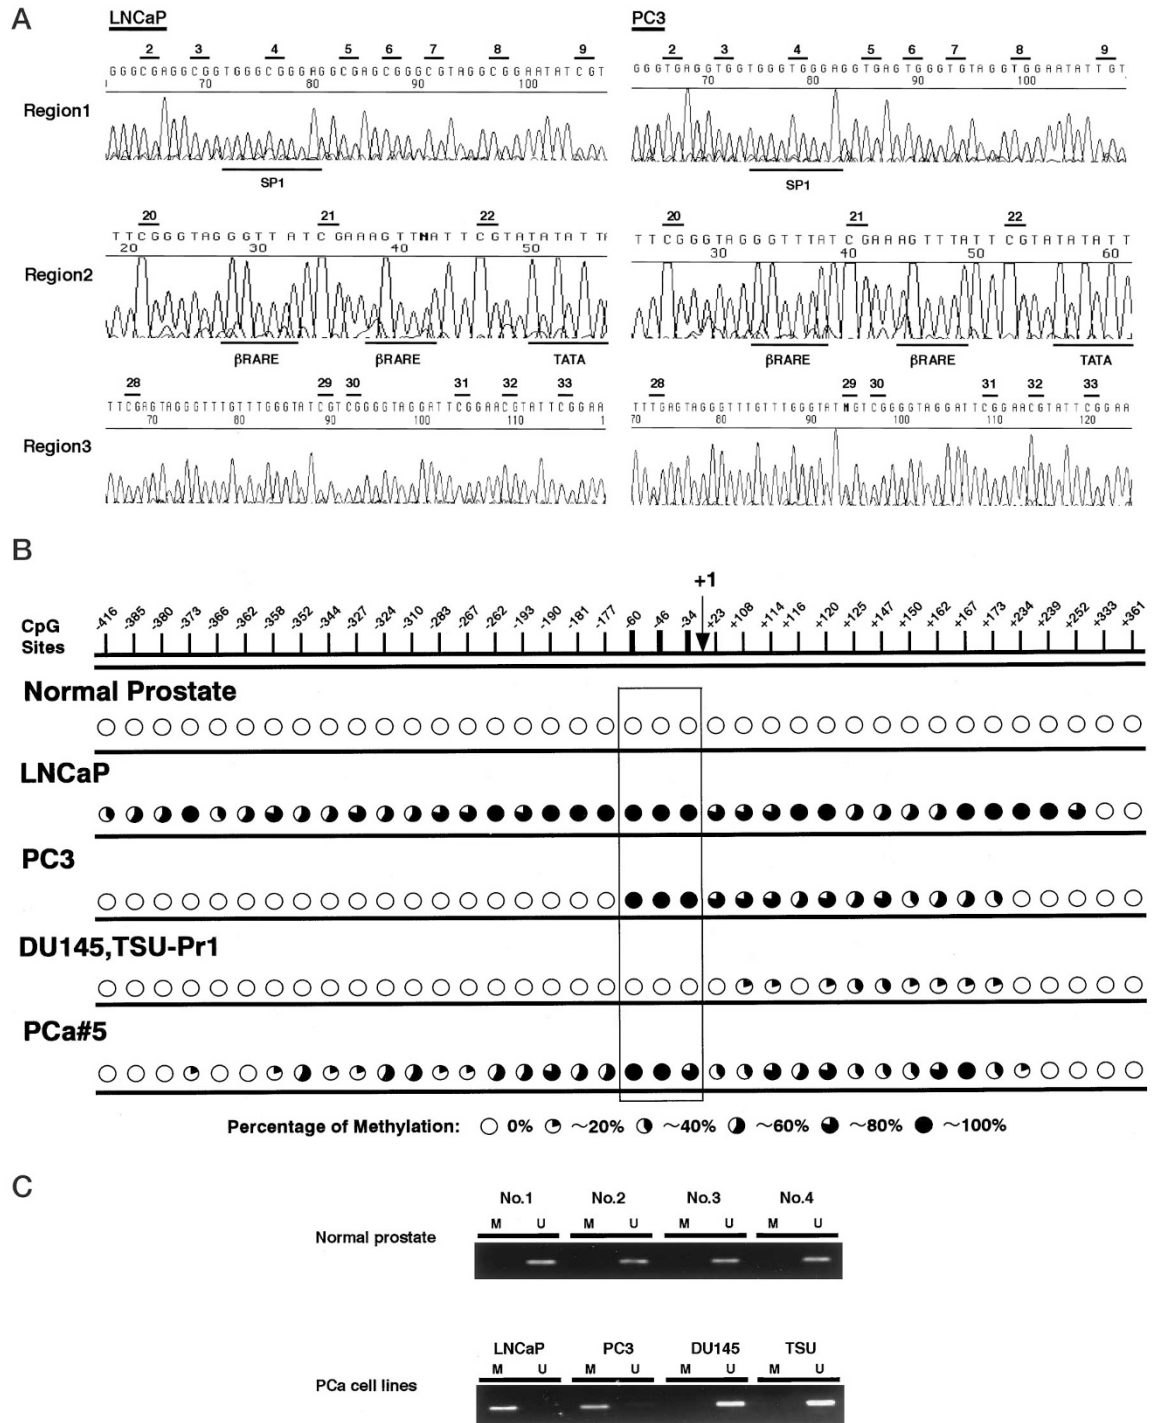 A
LNCaP
PC3
2 3 4 5 6 7 8 9
2 3 4 5 6 7 8 9
GGGCGAGGCGGTGGGCGGGAGGCGAGCGGGCGTAGGCGGAATATCGT
GGGTGAGGTGGTGGGTGGGAGGTGAGTGGGTGTAGGTGGAATATTGT
70 80 90 100
70 80 90 100
Region1
SP1
SP1
20 21 22
20 21 22
TTCGGGTAGGGTTATCGAAAGTTNATTCGTATATATT
TTCGGGTAGGGTTTATCGAAAGTTTATTCGTATATATT
20 30 40 50
30 40 50 60
Region2
βRARE βRARE TATA
βRARE βRARE TATA
28 29 30 31 32 33
28 29 30 31 32 33
TTCGAGTAGGGTTTGTTTGGGTATCGTCGGGGTAGGATTCGGAACGTATTCGGAA
TTTGAGTAGGGTTTGTTTGGGTATNGTCGGGGTAGGATTCGGAACGTATTCGGAA
70 80 90 100 110
70 80 90 100 110 120
Region3
B
+1
CpG Sites
-416 -385 -380 -373 -366 -362 -358 -352 -344 -327 -324 -310 -283 -267 -262 -193 -190 -181 -177 -60 -46 -34 +23 +108 +114 +116 +120 +125 +147 +150 +162 +167 +173 +234 +239 +252 +333 +361
Normal Prostate
LNCaP
PC3
DU145,TSU-Pr1
PCa#5
Percentage of Methylation: 0% ~20% ~40% ~60% ~80% ~100%
C
No.1 No.2 No.3 No.4
M U M U M U M U
Normal prostate
LNCaP PC3 DU145 TSU
M U M U M U M U
PCa cell lines